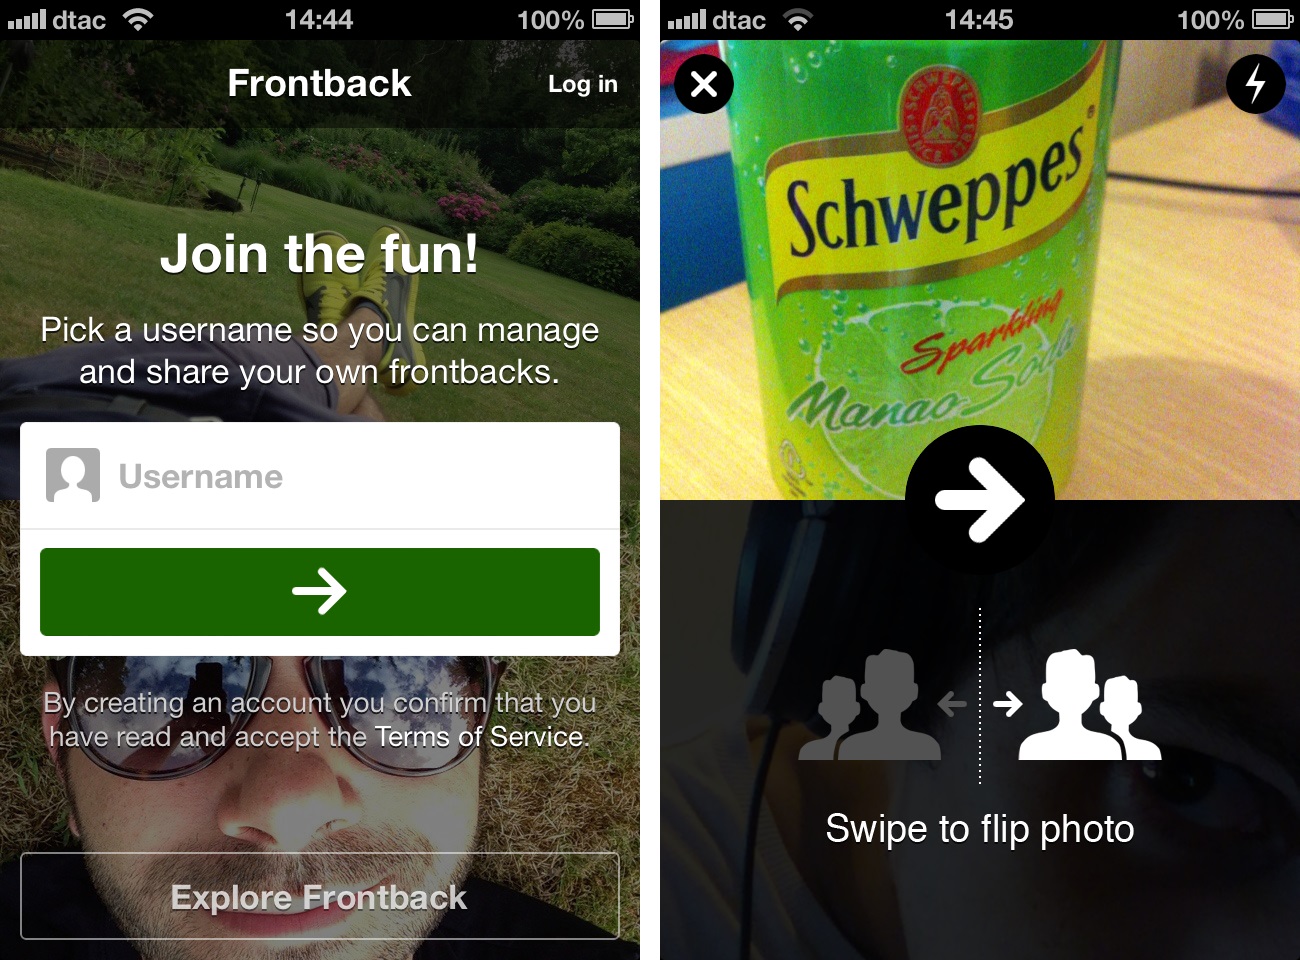 dtac 14:44 100%
Frontback
Log in
Join the fun!
Pick a username so you can manage
and share your own frontbacks.
Username
By creating an account you confirm that you
have read and accept the Terms of Service.
Explore Frontback
dtac 14:45 100%
SCHWEPPES
SINCE
Schweppes
Sparkling
Manao-Soda
Swipe to flip photo